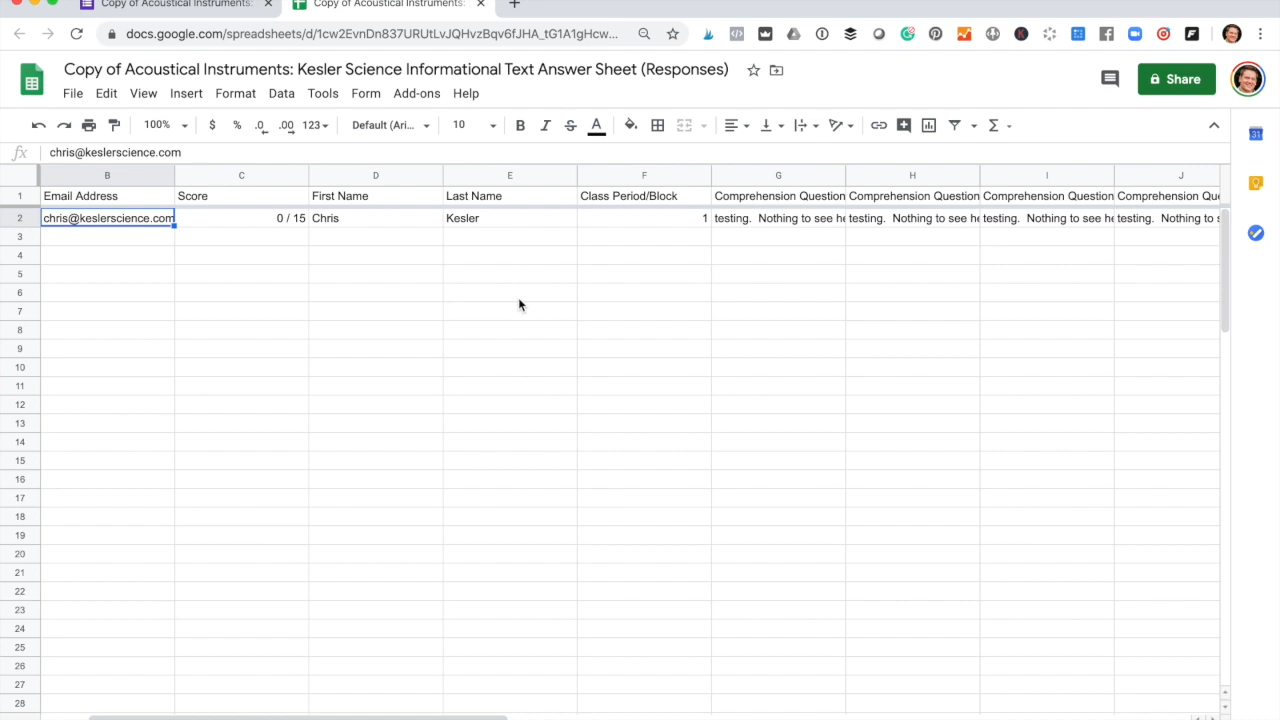 Copy of Acoustical Instruments: × Copy of Acoustical Instruments: × +
docs.google.com/spreadsheets/d/1cw2EvnDn837URUtLvJQHvzBqv6fJHA_tG1A1gHcw...
Copy of Acoustical Instruments: Kesler Science Informational Text Answer Sheet (Responses)
Share
File Edit View Insert Format Data Tools Form Add-ons Help
100% $ % .0 .00 123 Default (Ari... 10 B I S A Σ
fx chris@keslerscience.com
B C D E F G H I J
1 Email Address Score First Name Last Name Class Period/Block Comprehension Question Comprehension Question Comprehension Question Comprehension Que
2 chris@keslerscience.com 0 / 15 Chris Kesler 1 testing. Nothing to see he testing. Nothing to see he testing. Nothing to see he testing. Nothing to s
3
4
5
6
7
8
9
10
11
12
13
14
15
16
17
18
19
20
21
22
23
24
25
26
27
28